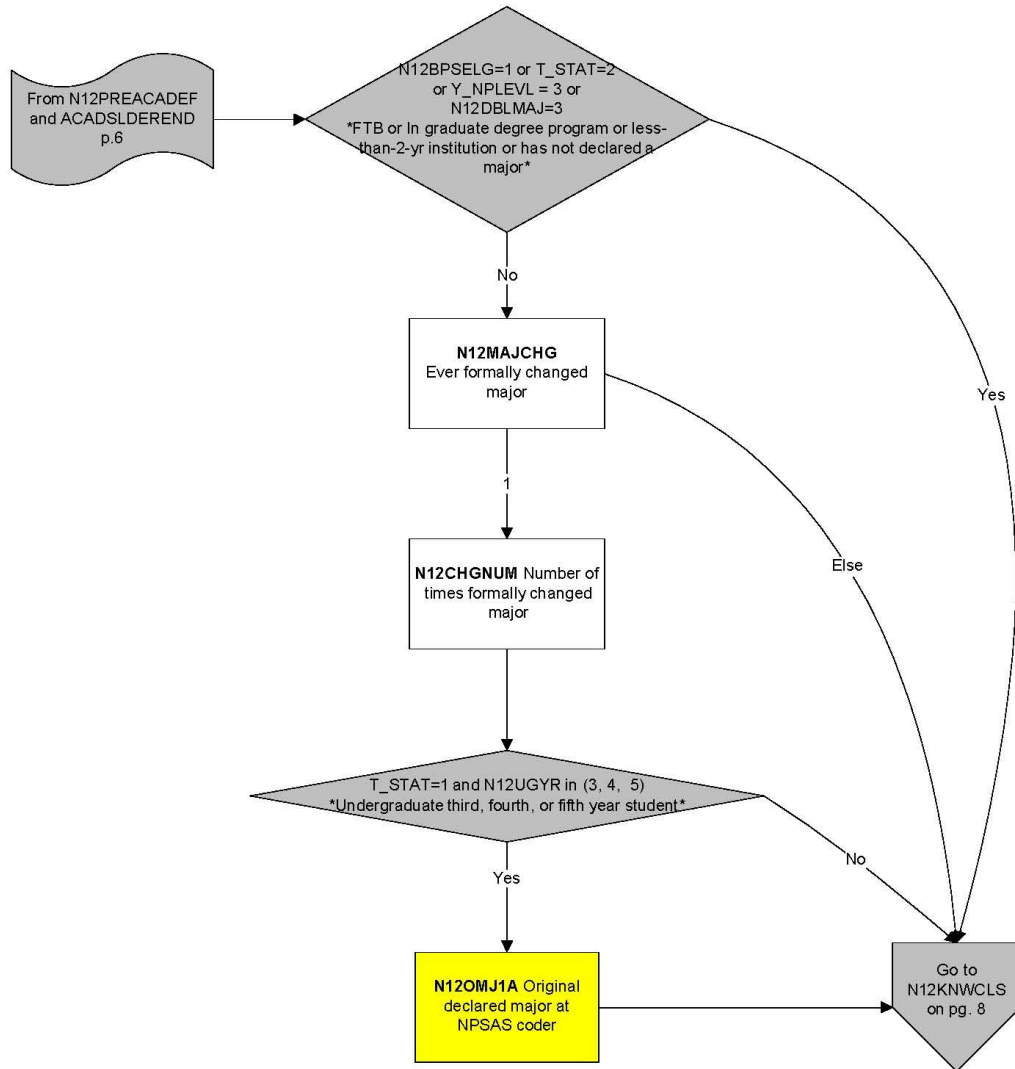 From N12PREACADEF
and ACADSLDEREND
p.6
N12BPSELG=1 or T_STAT=2
or Y_NPLEVL = 3 or
N12DBLMAJ=3
*FTB or In graduate degree program or less-
than-2-yr institution or has not declared a
major*
No
Yes
N12MAJCHG
Ever formally changed
major
1
Else
N12CHGNUM Number of
times formally changed
major
T_STAT=1 and N12UGYR in (3, 4, 5)
*Undergraduate third, fourth, or fifth year student*
No
Yes
N12OMJ1A Original
declared major at
NPSAS coder
Go to
N12KNWCLS
on pg. 8